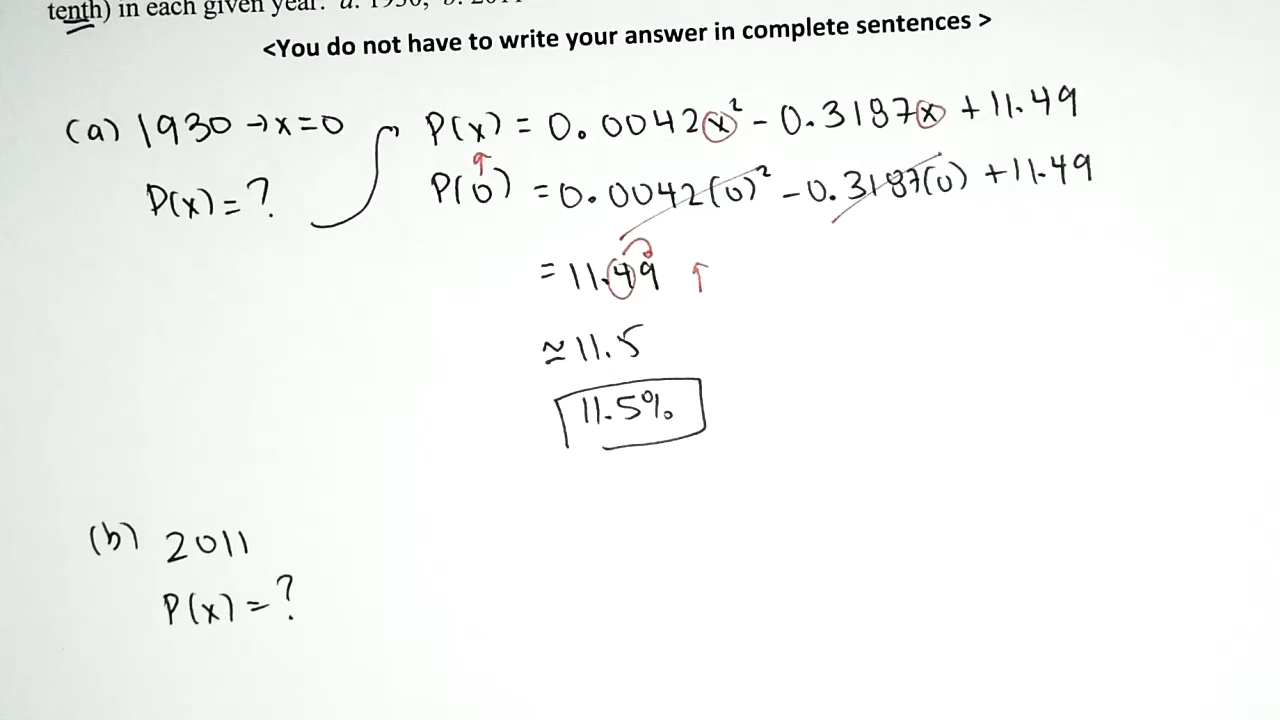 tenth) in each given year. a. 1930, b. 2011
<You do not have to write your answer in complete sentences >
(a) 1930 → x = 0
P(x) = ?
P(x) = 0.0042x² - 0.3187x + 11.49
P(0) = 0.0042(0)² - 0.3187(0) + 11.49
= 11.49 ↑
≃ 11.5
11.5%
(b) 2011
P(x) = ?